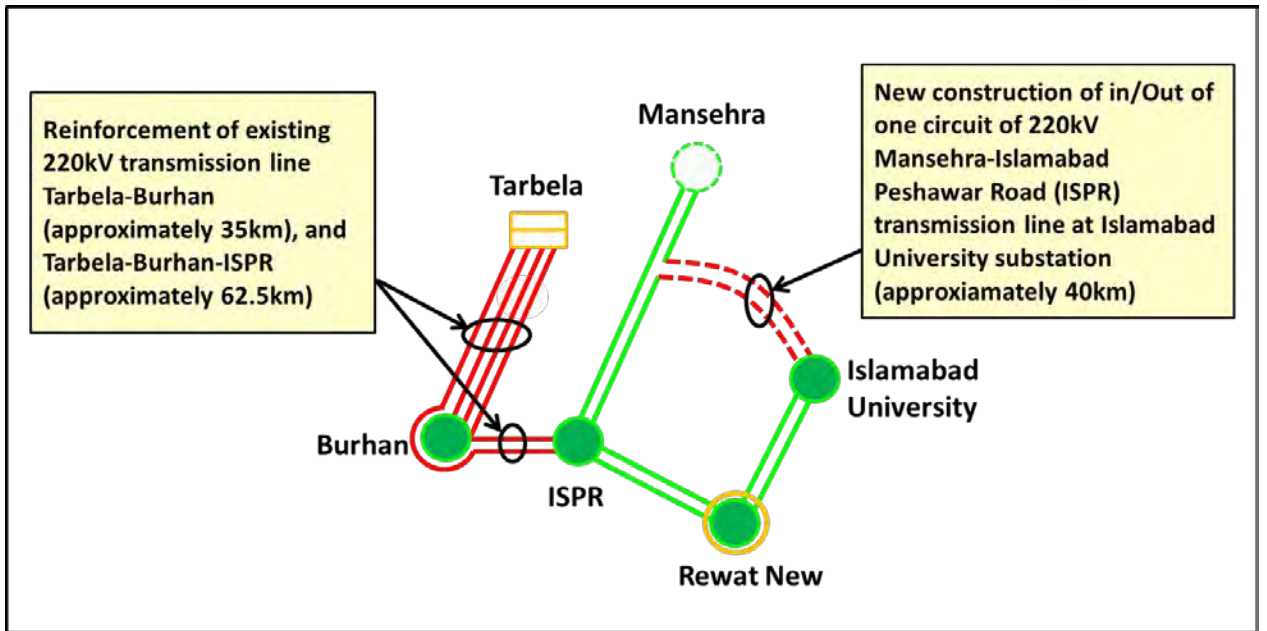 Reinforcement of existing
220kV transmission line
Tarbela-Burhan
(approximately 35km), and
Tarbela-Burhan-ISPR
(approximately 62.5km)
New construction of in/Out of
one circuit of 220kV
Mansehra-Islamabad
Peshawar Road (ISPR)
transmission line at Islamabad
University substation
(approxiamately 40km)
Mansehra
Tarbela
Islamabad
University
Burhan
ISPR
Rewat New